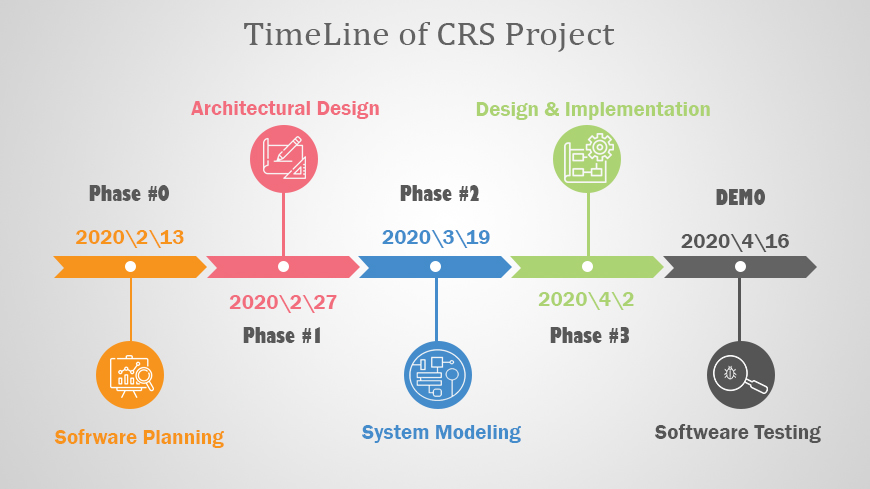 TimeLine of CRS Project
Architectural Design
Design & Implementation
Phase #0
Phase #2
DEMO
2020\2\13
2020\3\19
2020\4\16
2020\2\27
2020\4\2
Phase #1
Phase #3
Sofrware Planning
System Modeling
Softweare Testing